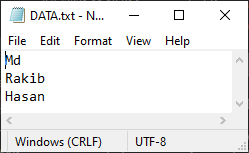 DATA.txt - N...
File Edit Format View Help
Md
Rakib
Hasan
Windows (CRLF) UTF-8